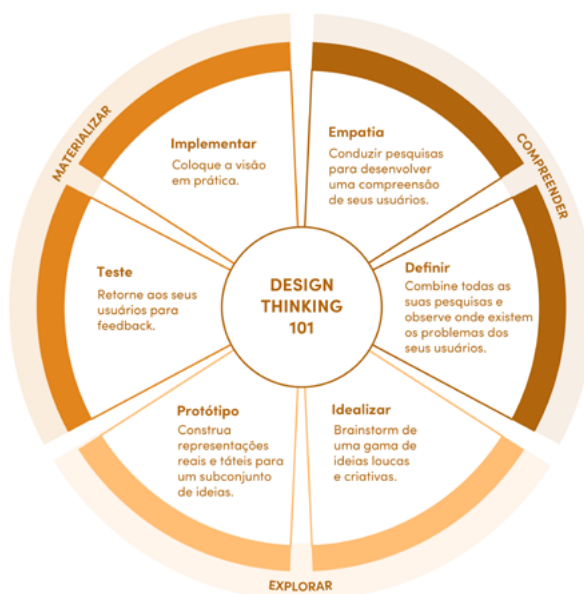 DESIGN
THINKING
101
COMPREENDER
Empatia
Conduzir pesquisas
para desenvolver
uma compreensão
de seus usuários.
Definir
Combine todas as
suas pesquisas e
observe onde existem
os problemas dos
seus usuários.
EXPLORAR
Idealizar
Brainstorm de
uma gama de
ideias loucas
e criativas.
Protótipo
Construa
representações
reais e táteis para
um subconjunto
de ideias.
MATERIALIZAR
Teste
Retorne aos seus
usuários para
feedback.
Implementar
Coloque a visão
em prática.